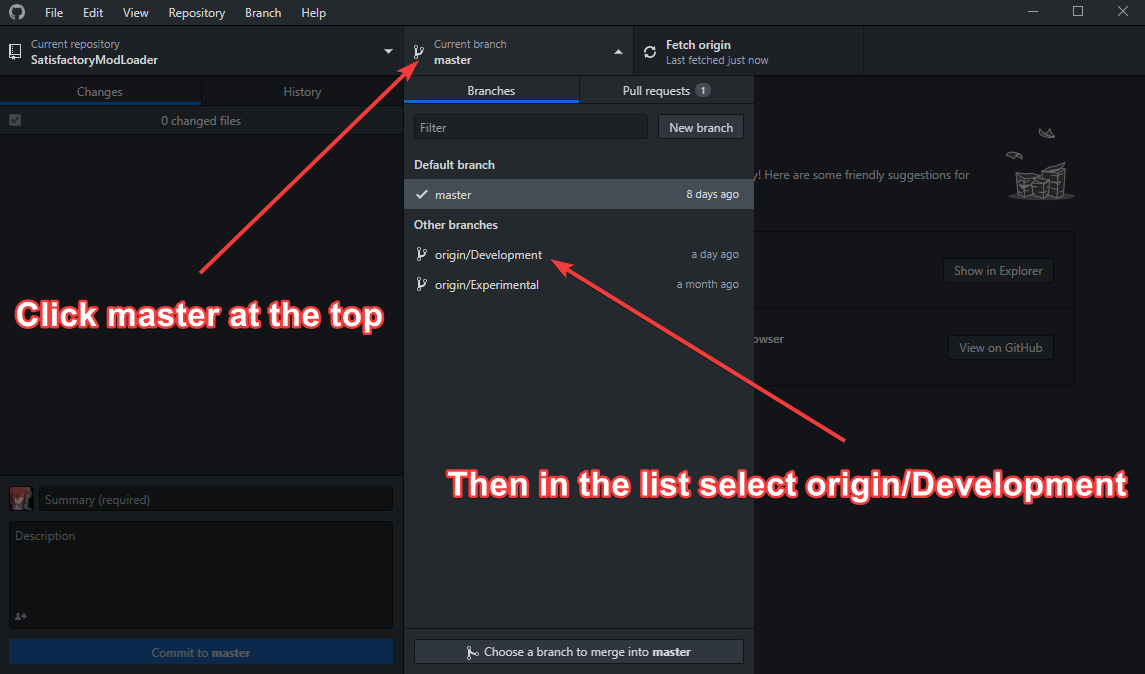 File Edit View Repository Branch Help
Current repository
SatisfactoryModLoader
Current branch
master
Fetch origin
Last fetched just now
Changes History
0 changed files
Branches Pull requests 1
Filter New branch
Default branch
master 8 days ago
Other branches
origin/Development a day ago
origin/Experimental a month ago
y! Here are some friendly suggestions for
Show in Explorer
owser
View on GitHub
Click master at the top
Then in the list select origin/Development
Summary (required)
Description
Commit to master
Choose a branch to merge into master